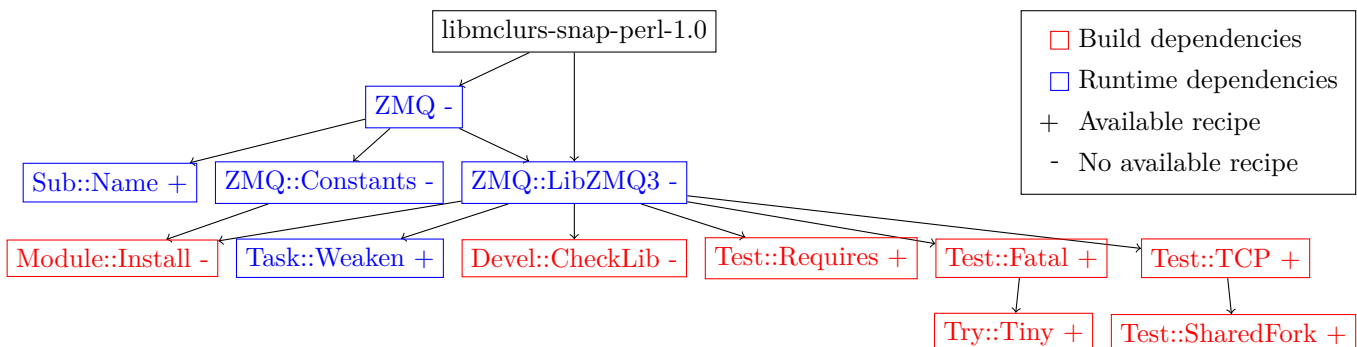 libmclurs-snap-perl-1.0
Build dependencies
Runtime dependencies
+ Available recipe
- No available recipe
ZMQ -
Sub::Name +
ZMQ::Constants -
ZMQ::LibZMQ3 -
Module::Install -
Task::Weaken +
Devel::CheckLib -
Test::Requires +
Test::Fatal +
Test::TCP +
Try::Tiny +
Test::SharedFork +